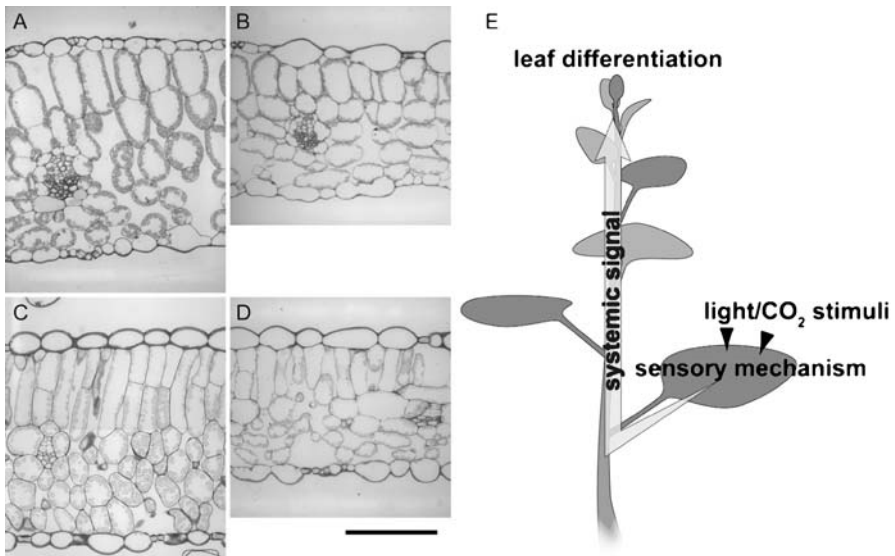 A
B
C
D
E
leaf differentiation
systemic signal
light/CO₂ stimuli
sensory mechanism